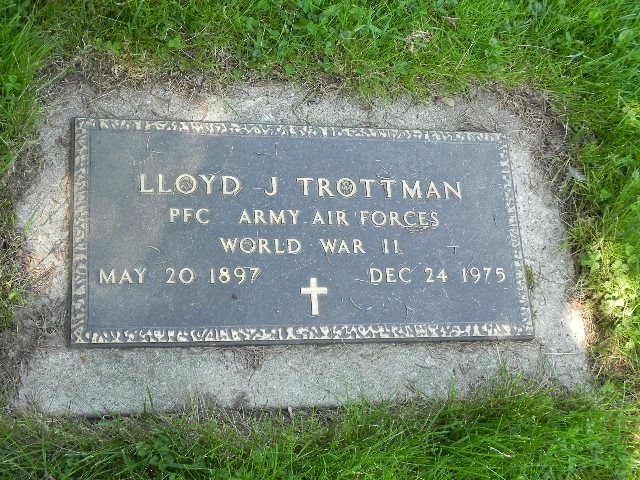 LLOYD J TROTTMAN
PFC ARMY AIR FORCES
WORLD WAR II
MAY 20 1897 DEC 24 1975